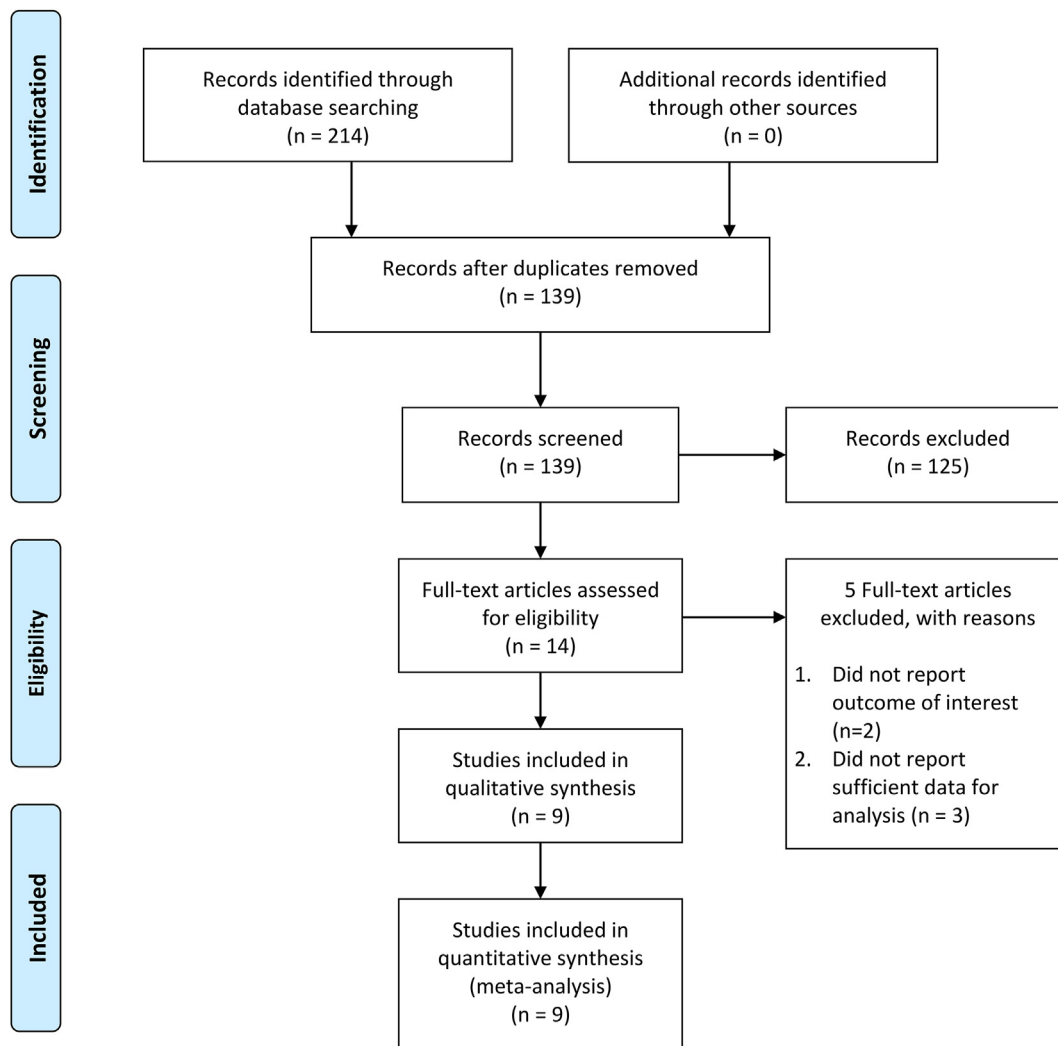 Identification
Records identified through
database searching
(n = 214)
Additional records identified
through other sources
(n = 0)
Records after duplicates removed
(n = 139)
Screening
Records screened
(n = 139)
Records excluded
(n = 125)
Eligibility
Full-text articles assessed
for eligibility
(n = 14)
5 Full-text articles
excluded, with reasons
1. Did not report
outcome of interest
(n=2)
2. Did not report
sufficient data for
analysis (n = 3)
Studies included in
qualitative synthesis
(n = 9)
Included
Studies included in
quantitative synthesis
(meta-analysis)
(n = 9)